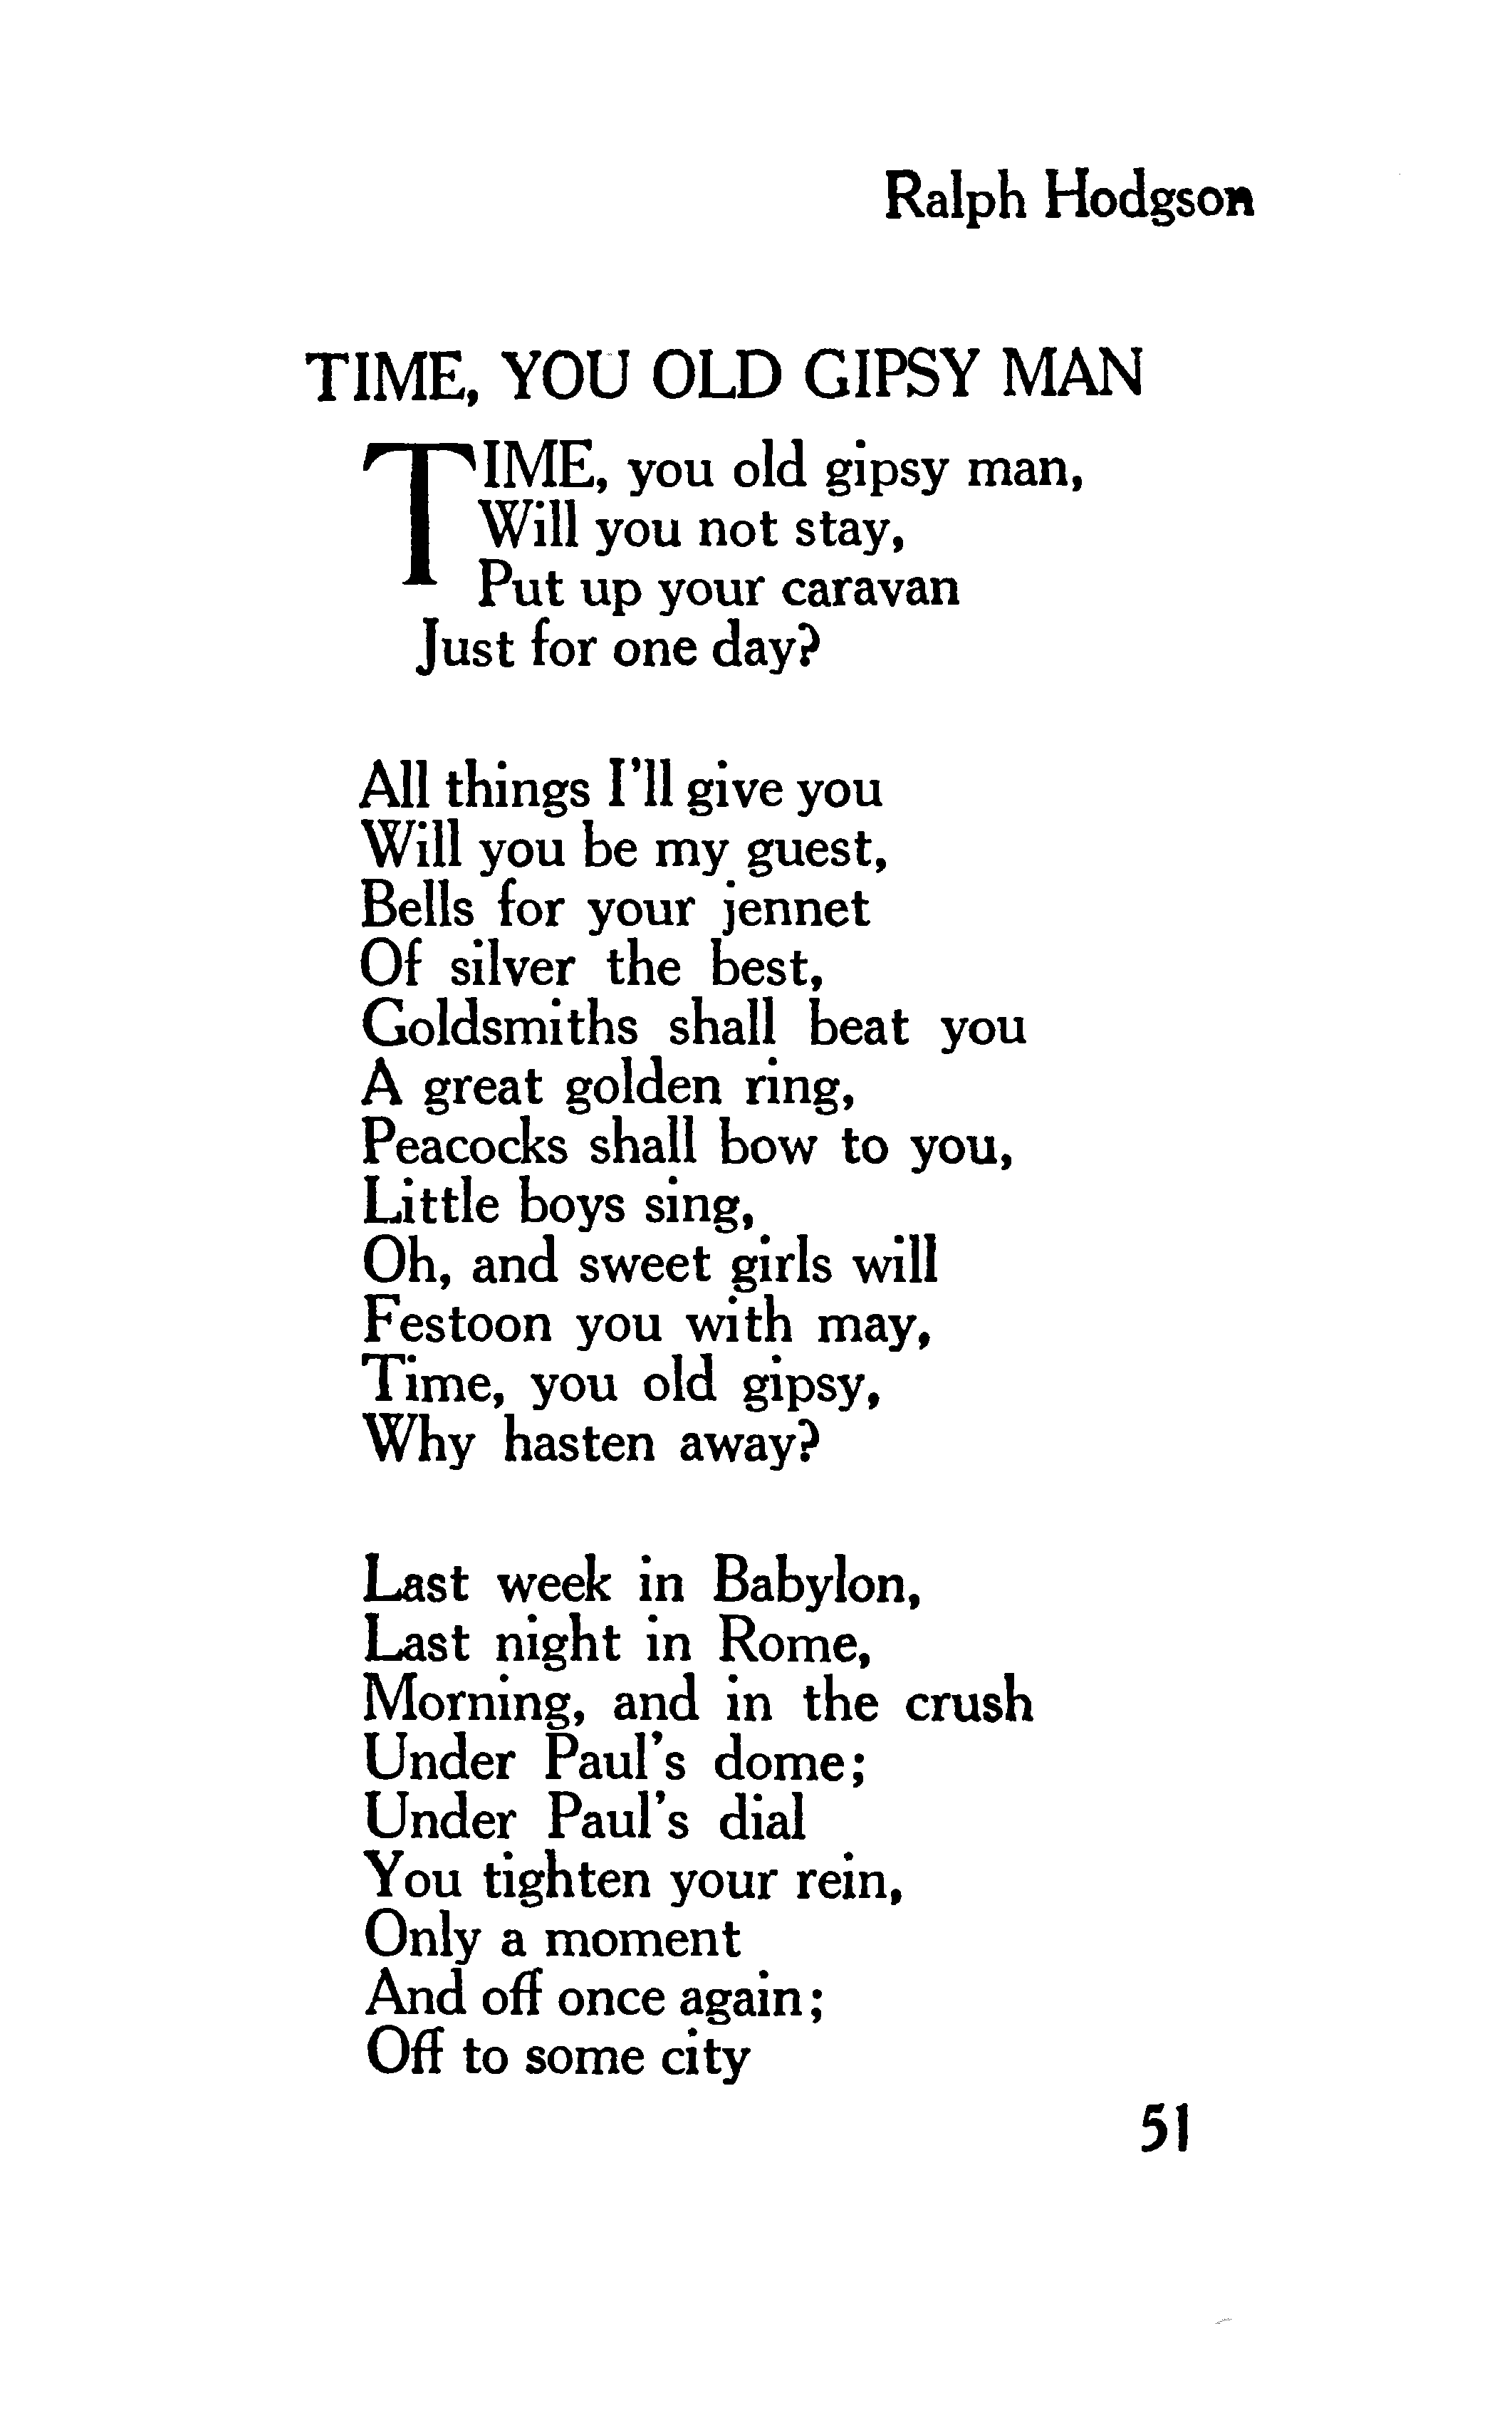 Ralph Hodgson
TIME, YOU OLD GIPSY MAN
TIME, you old gipsy man,
Will you not stay,
Put up your caravan
Just for one day?
All things I'll give you
Will you be my guest,
Bells for your jennet
Of silver the best,
Goldsmiths shall beat you
A great golden ring,
Peacocks shall bow to you,
Little boys sing,
Oh, and sweet girls will
Festoon you with may,
Time, you old gipsy,
Why hasten away?
Last week in Babylon,
Last night in Rome,
Morning, and in the crush
Under Paul's dome;
Under Paul's dial
You tighten your rein,
Only a moment
And off once again;
Off to some city
51